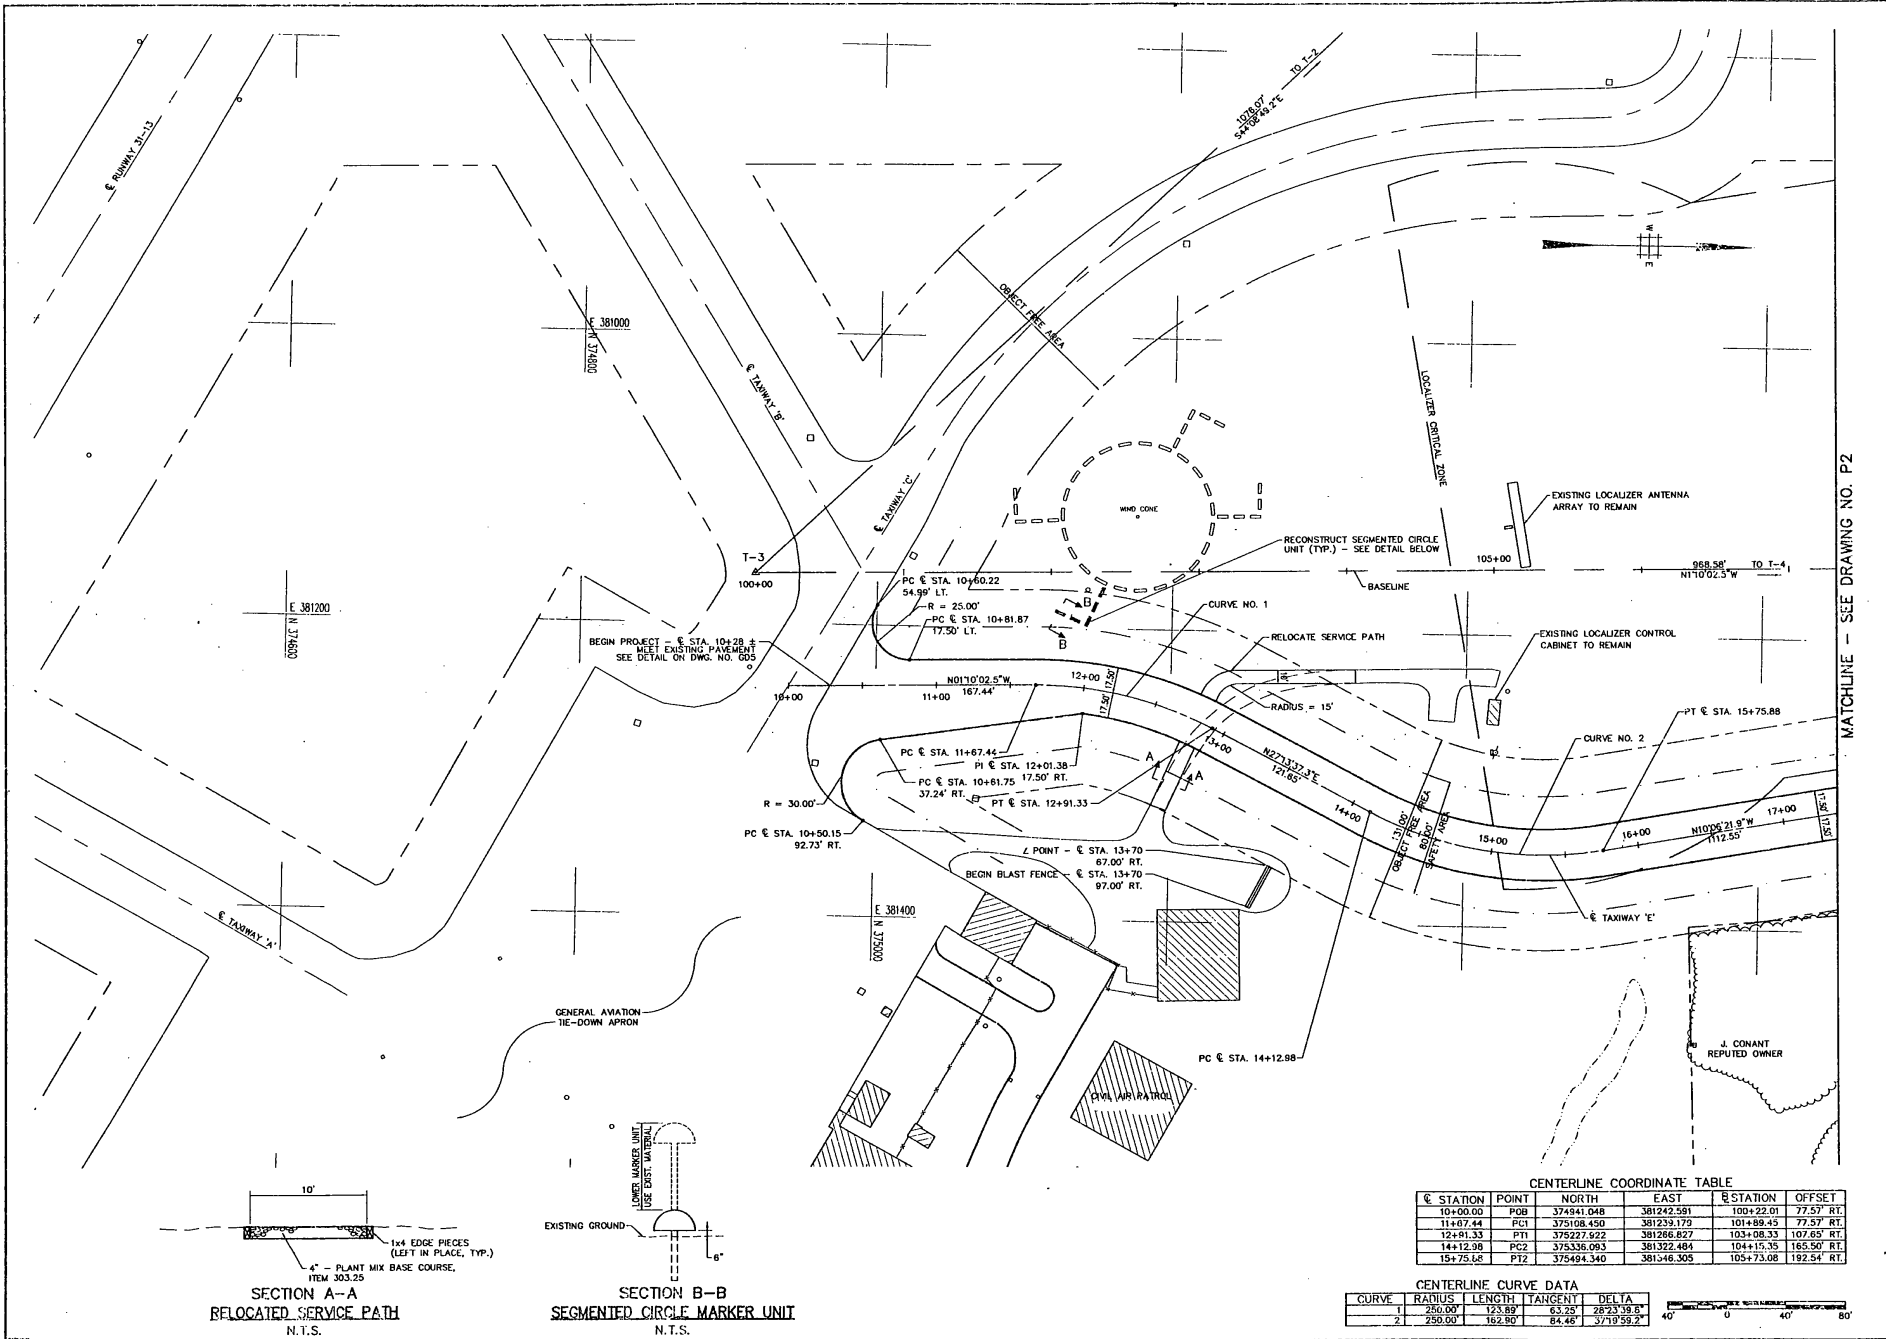 ℄ RUNWAY 31-13
1076.07'
S44°08'49.2"E
TO T-2
W
E
OBJECT FREE AREA
E 381000
N 374800
℄ TAXIWAY 'B'
LOCALIZER CRITICAL ZONE
℄ TAXIWAY 'C'
WIND CONE
EXISTING LOCALIZER ANTENNA
ARRAY TO REMAIN
RECONSTRUCT SEGMENTED CIRCLE
UNIT (TYP.) - SEE DETAIL BELOW
MATCHLINE - SEE DRAWING NO. P2
T-3
100+00
105+00
BASELINE
968.58' TO T-4
N1°10'02.5"W
PC ℄ STA. 10+60.22
54.99' LT.
R = 25.00'
PC ℄ STA. 10+81.87
17.50' LT.
B
B
CURVE NO. 1
E 381200
N 374600
BEGIN PROJECT - ℄ STA. 10+28 ±
MEET EXISTING PAVEMENT
SEE DETAIL ON DWG. NO. GD5
RELOCATE SERVICE PATH
EXISTING LOCALIZER CONTROL
CABINET TO REMAIN
10+00
N01°10'02.5"W
167.44'
11+00
12+00
17.50'
17.50'
10'
RADIUS = 15'
PT ℄ STA. 15+75.88
CURVE NO. 2
PC ℄ STA. 11+67.44
PI ℄ STA. 12+01.38
17.50' RT.
PC ℄ STA. 10+61.75
37.24' RT.
PT ℄ STA. 12+91.33
A
A
13+00
N27°13'37.3"E
121.65'
14+00
131.00'
OBJECT FREE AREA
80.00'
SAFETY AREA
15+00
16+00
N10°06'21.9"W
1112.55'
17+00
17.50'
17.50'
R = 30.00'
PC ℄ STA. 10+50.15
92.73' RT.
∠ POINT - ℄ STA. 13+70
67.00' RT.
BEGIN BLAST FENCE - ℄ STA. 13+70
97.00' RT.
℄ TAXIWAY 'E'
℄ TAXIWAY 'A'
E 381400
N 375000
GENERAL AVIATION
TIE-DOWN APRON
PC ℄ STA. 14+12.98
J. CONANT
REPUTED OWNER
CIVIL AIR PATROL
10'
1x4 EDGE PIECES
(LEFT IN PLACE, TYP.)
4" - PLANT MIX BASE COURSE,
ITEM 303.25
SECTION A-A
RELOCATED SERVICE PATH
N.T.S.
LOWER MARKER UNIT
USE EXIST. MATERIAL
EXISTING GROUND
6"
SECTION B-B
SEGMENTED CIRCLE MARKER UNIT
N.T.S.
CENTERLINE COORDINATE TABLE
℄ STATION POINT NORTH EAST B STATION OFFSET
10+00.00 POB 374941.048 381242.591 100+22.01 77.57' RT.
11+67.44 PC1 375108.450 381239.179 101+89.45 77.57' RT.
12+91.33 PT1 375227.922 381266.827 103+08.33 107.65' RT.
14+12.98 PC2 375336.093 381322.484 104+15.35 165.50' RT.
15+75.88 PT2 375494.340 381346.305 105+73.08 192.54' RT.
CENTERLINE CURVE DATA
CURVE RADIUS LENGTH TANGENT DELTA
1 250.00' 123.89' 63.25' 28°23'39.8"
2 250.00' 162.90' 84.46' 37°19'59.2"
40' 0 40' 80'